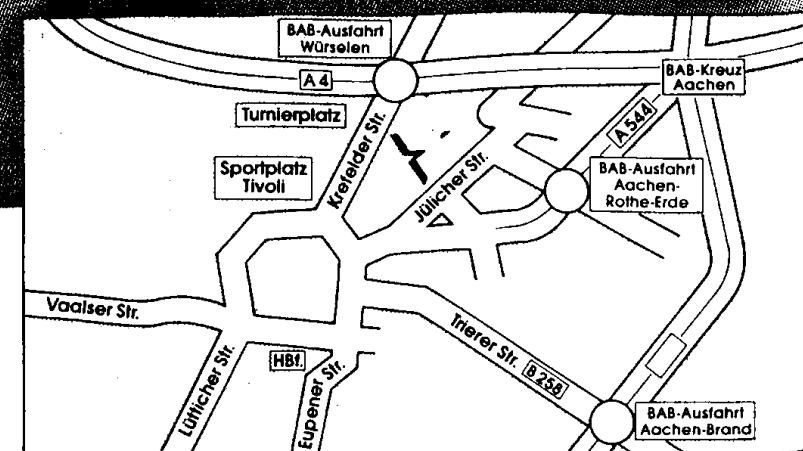 BAB-Ausfahrt
Würselen
A 4
BAB-Kreuz
Aachen
Turnierplatz
Krefelder Str.
A 544
Sportplatz
Tivoli
Jülicher Str.
BAB-Ausfahrt
Aachen-
Rothe-Erde
Vaalser Str.
Trierer Str.
B 258
HBf.
Lütticher Str.
Eupener Str.
BAB-Ausfahrt
Aachen-Brand